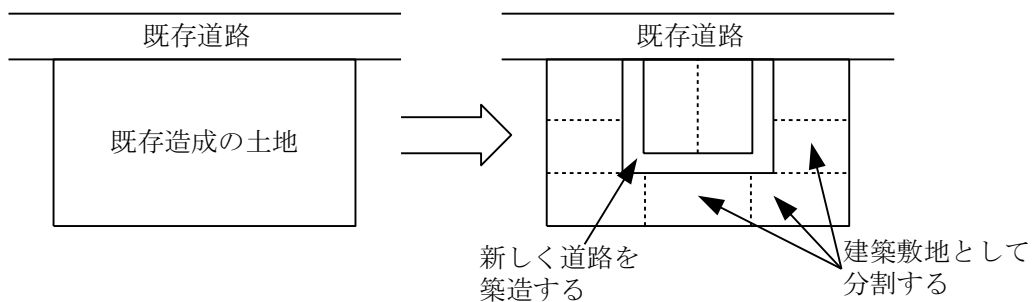 既存道路
既存道路
既存造成の土地
新しく道路を
築造する
建築敷地として
分割する